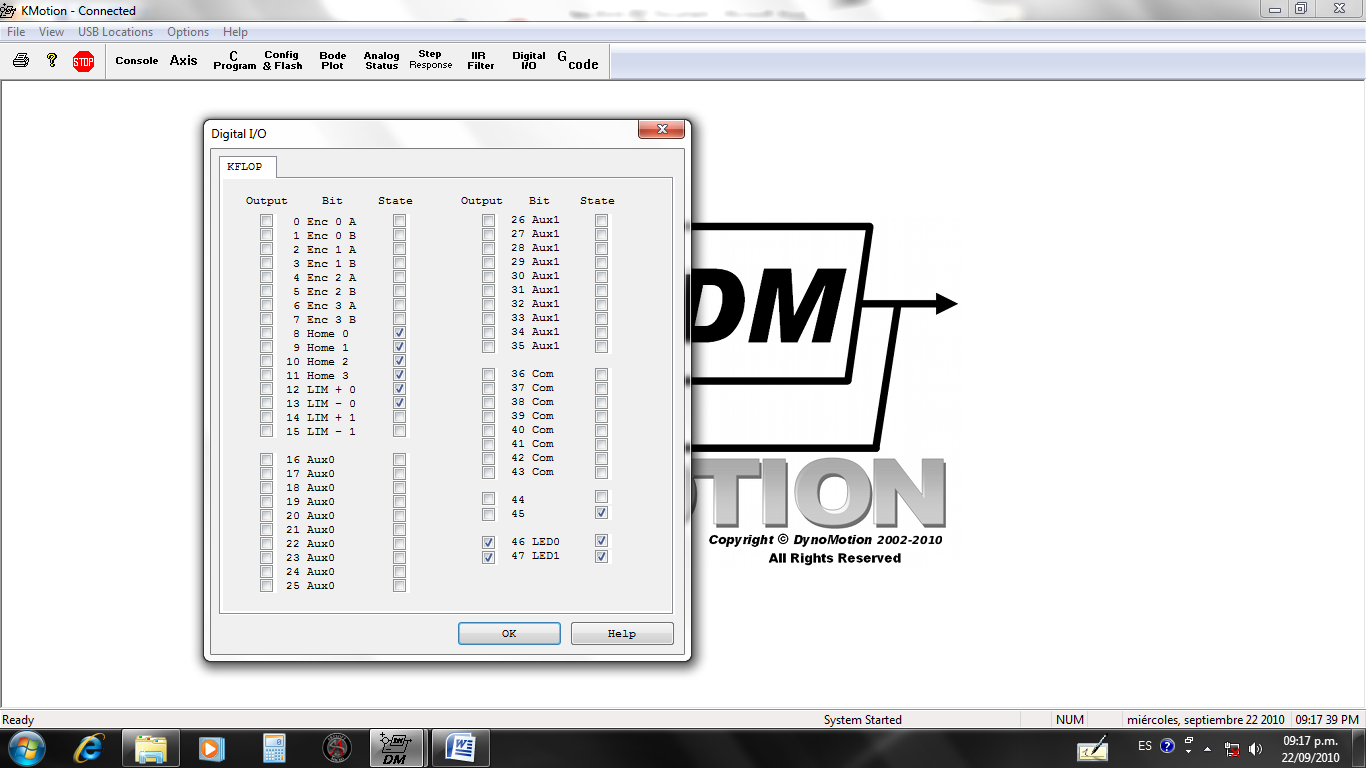 KMotion - Connected
File View USB Locations Options Help
STOP Console Axis C Program Config & Flash Bode Plot Analog Status Step Response IIR Filter Digital I/O G code
Digital I/O
KFLOP
Output Bit State Output Bit State
0 Enc 0 A 26 Aux1
1 Enc 0 B 27 Aux1
2 Enc 1 A 28 Aux1
3 Enc 1 B 29 Aux1
4 Enc 2 A 30 Aux1
5 Enc 2 B 31 Aux1
6 Enc 3 A 32 Aux1
7 Enc 3 B 33 Aux1
8 Home 0 34 Aux1
9 Home 1 35 Aux1
10 Home 2
11 Home 3 36 Com
12 LIM + 0 37 Com
13 LIM - 0 38 Com
14 LIM + 1 39 Com
15 LIM - 1 40 Com
41 Com
16 Aux0 42 Com
17 Aux0 43 Com
18 Aux0
19 Aux0 44
20 Aux0 45
21 Aux0
22 Aux0 46 LED0
23 Aux0 47 LED1
24 Aux0
25 Aux0
OK Help
DM
TION
Copyright © DynoMotion 2002-2010
All Rights Reserved
Ready System Started NUM miércoles, septiembre 22 2010 09:17:39 PM
DM ES 09:17 p.m.
22/09/2010